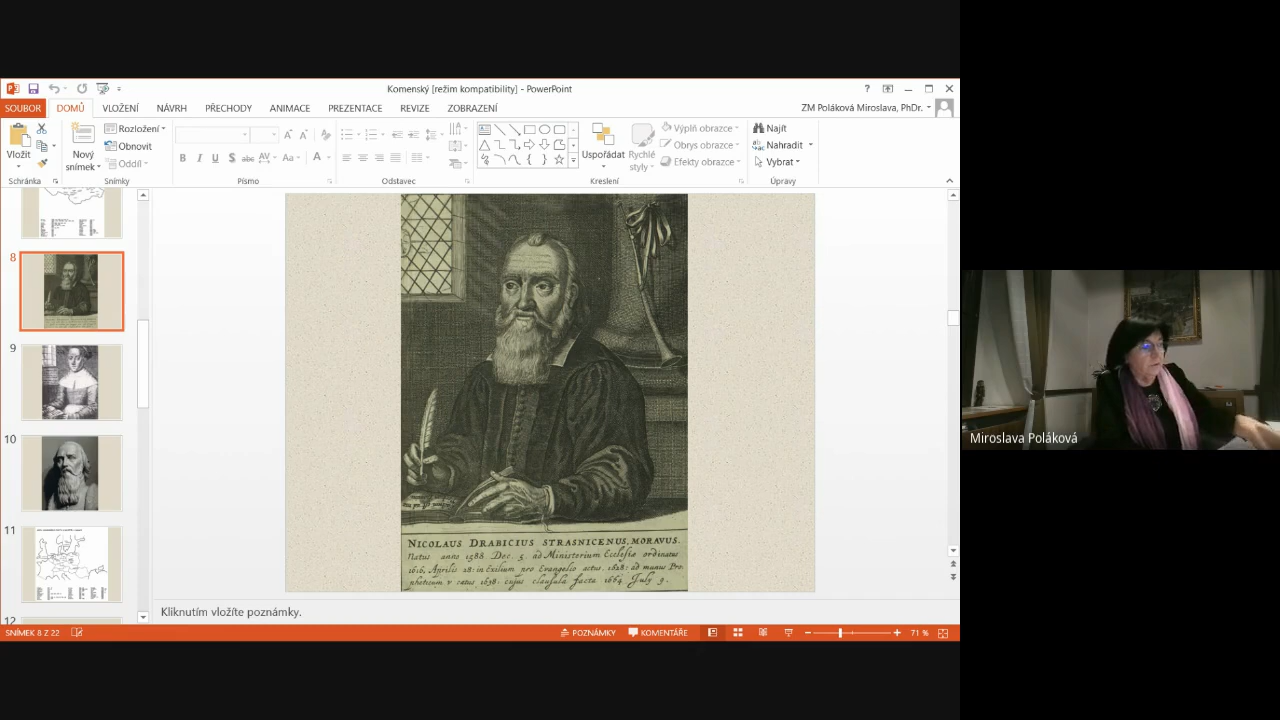 Komenský [režim kompatibility] - PowerPoint
SOUBOR DOMŮ VLOŽENÍ NÁVRH PŘECHODY ANIMACE PREZENTACE REVIZE ZOBRAZENÍ ZM Poláková Miroslava, PhDr.
Vložit
Nový snímek
Rozložení
Obnovit
Oddíl
Uspořádat
Rychlé styly
Výplň obrazce
Obrys obrazce
Efekty obrazce
Najít
Nahradit
Vybrat
Schránka Snímky Písmo Odstavec Kreslení Úpravy
8
9
10
11
12
NICOLAUS DRABICIUS STRASNICENUS, MORAVUS.
Natus anno 1588 Dec. 5. ad Ministerium Ecclesiæ ordinatus
1616, Aprilis 28: in Exilium pro Evangelio actus. 1628: ad munus Pro-
pheticum vocatus 1638. cujus clausula facta 1664 July 9.
Kliknutím vložíte poznámky.
SNÍMEK 8 Z 22 POZNÁMKY KOMENTÁŘE 71 %
Miroslava Poláková